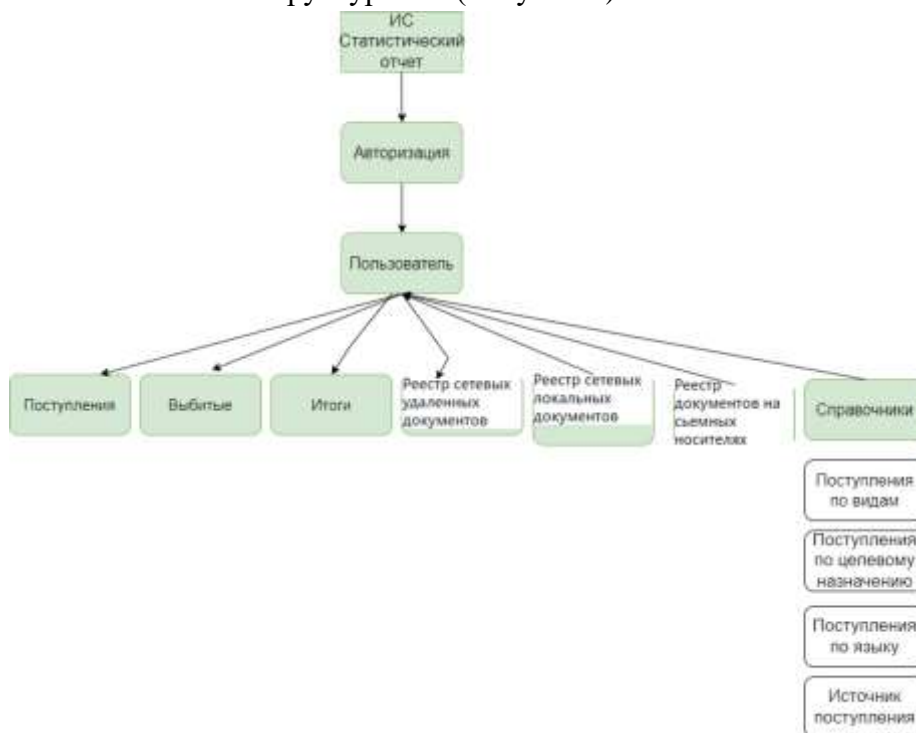 ИС
Статистический
отчет
Авторизация
Пользователь
Поступления
Выбитые
Итоги
Реестр сетевых
удаленных
документов
Реестр сетевых
локальных
документов
Реестр
документов на
сьемных
носителях
Справочники
Поступления
по видам
Поступления
по целевому
назначению
Поступления
по языку
Источник
поступления